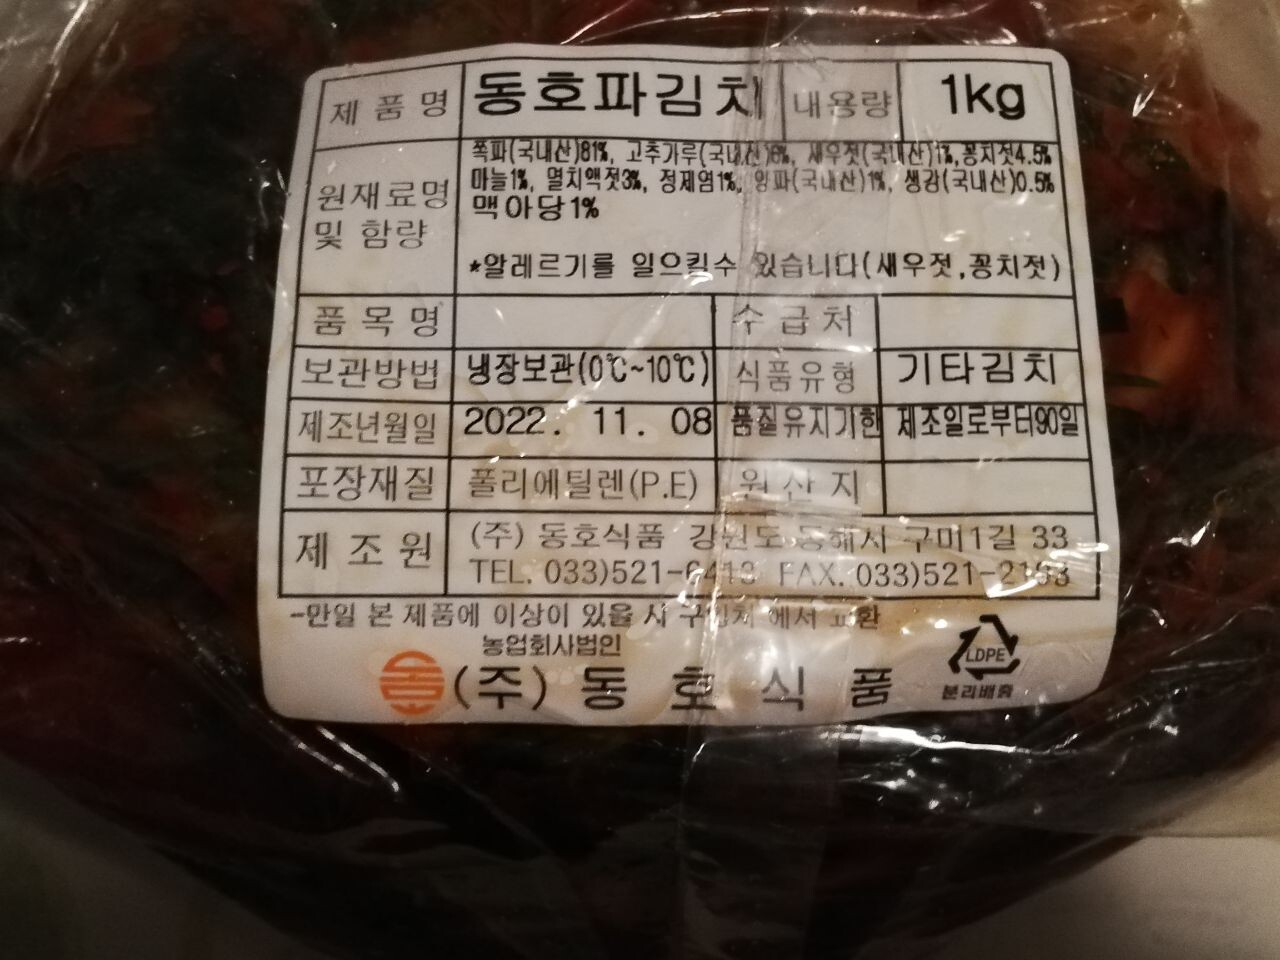 제 품 명 동호파김치 내용량 1kg
원재료명 및 함량
쪽파(국내산)81%, 고추가루(국내산)6%, 새우젓(국내산)1%,꽁치젓4.5%
마늘1%, 멸치액젓3%, 정제염1%, 양파(국내산)1%, 생강(국내산)0.5%
맥아당1%
*알레르기를 일으킬수 있습니다(새우젓,꽁치젓)
품 목 명 수 급 처
보관방법 냉장보관(0℃~10℃) 식품유형 기타김치
제조년월일 2022. 11. 08 품질유지기한 제조일로부터90일
포장재질 폴리에틸렌(P.E) 원 산 지
제 조 원 (주) 동호식품 강원도 동해시 구미1길 33
TEL. 033)521- FAX. 033)521-
-만일 본 제품에 이상이 있을 시 구입처 에서 교환
농업회사법인
(주) 동 호 식 품
LDPE
분리배출